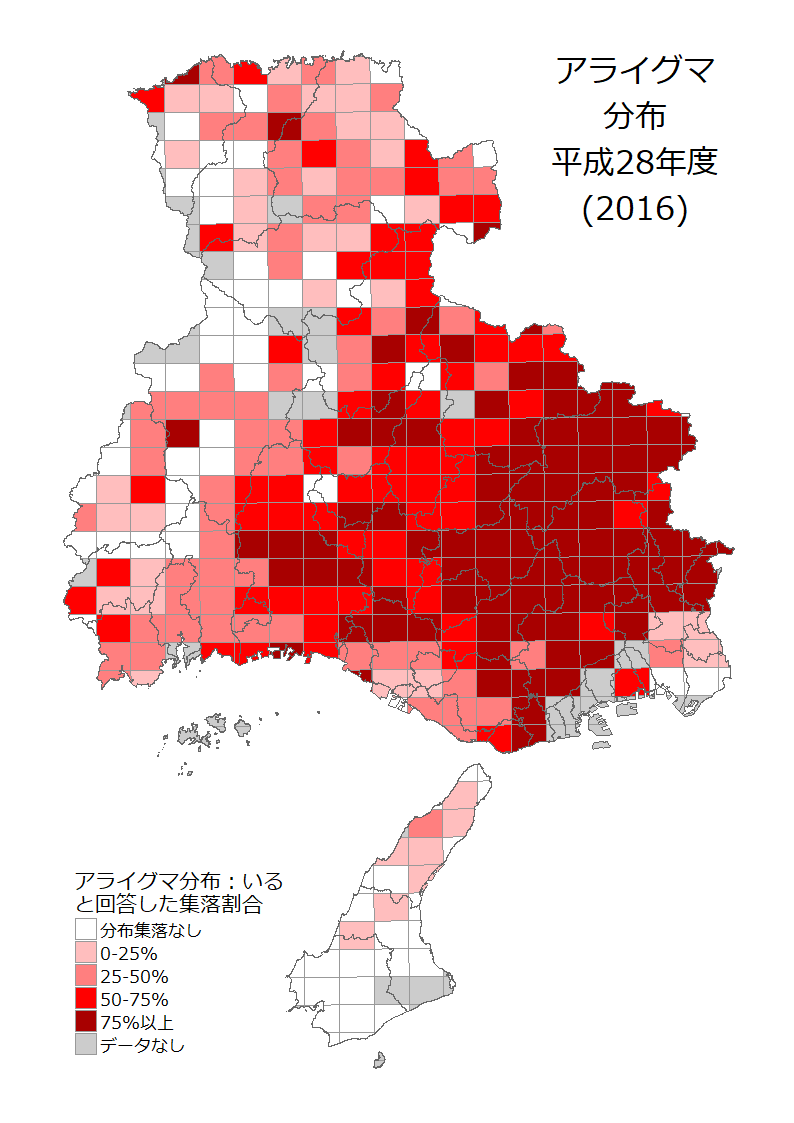 アライグマ
分布
平成28年度
(2016)
アライグマ分布：いる
と回答した集落割合
分布集落なし
0-25%
25-50%
50-75%
75%以上
データなし